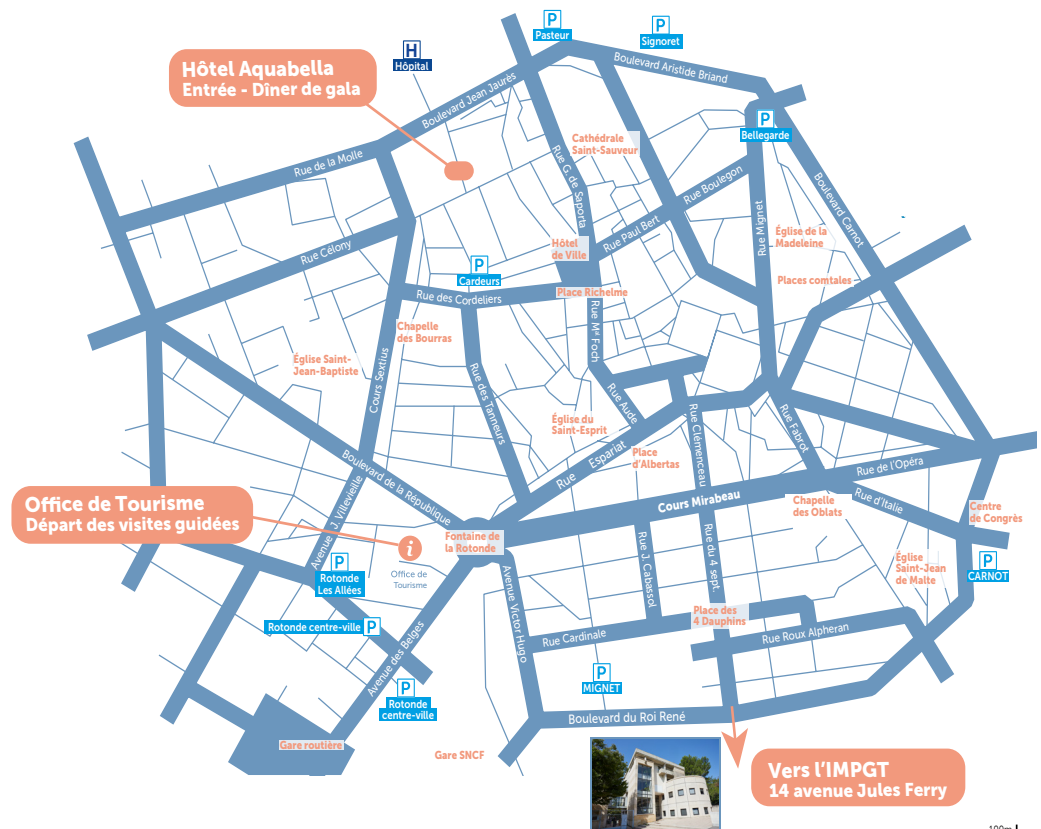 P
Pasteur
P
Signoret
H
Hôpital
Hôtel Aquabella
Entrée - Dîner de gala
Boulevard Aristide Briand
Boulevard Jean Jaurès
P
Bellegarde
Cathédrale
Saint-Sauveur
Rue de la Molle
Rue G. de Saporta
Rue Boulegon
Boulevard Carnot
Rue Mignet
Rue Paul Bert
Église de la
Madeleine
Hôtel
de Ville
Rue Célony
P
Cardeurs
Places comtales
Rue des Cordeliers
Place Richelme
Chapelle
des Bourras
Rue Mal Foch
Église Saint-
Jean-Baptiste
Cours Sextius
Rue des Tanneurs
Rue Aude
Église du
Saint-Esprit
Rue Clémenceau
Rue Fabrot
Rue Espariat
Place
d'Albertas
Boulevard de la République
Rue de l'Opéra
Cours Mirabeau
Rue d'Italie
Chapelle
des Oblats
Centre
de Congrès
Office de Tourisme
Départ des visites guidées
Avenue J. Villevieille
Fontaine de
la Rotonde
i
Office de
Tourisme
P
Rotonde
Les Allées
Rue J. Cabassol
Rue du 4 sept.
Église
Saint-Jean
de Malte
P
CARNOT
Avenue Victor Hugo
Rotonde centre-ville P
Avenue des Belges
Place des
4 Dauphins
Rue Cardinale
Rue Roux Alpheran
P
MIGNET
P
Rotonde
centre-ville
Boulevard du Roi René
Gare routière
Gare SNCF
Vers l'IMPGT
14 avenue Jules Ferry
100m